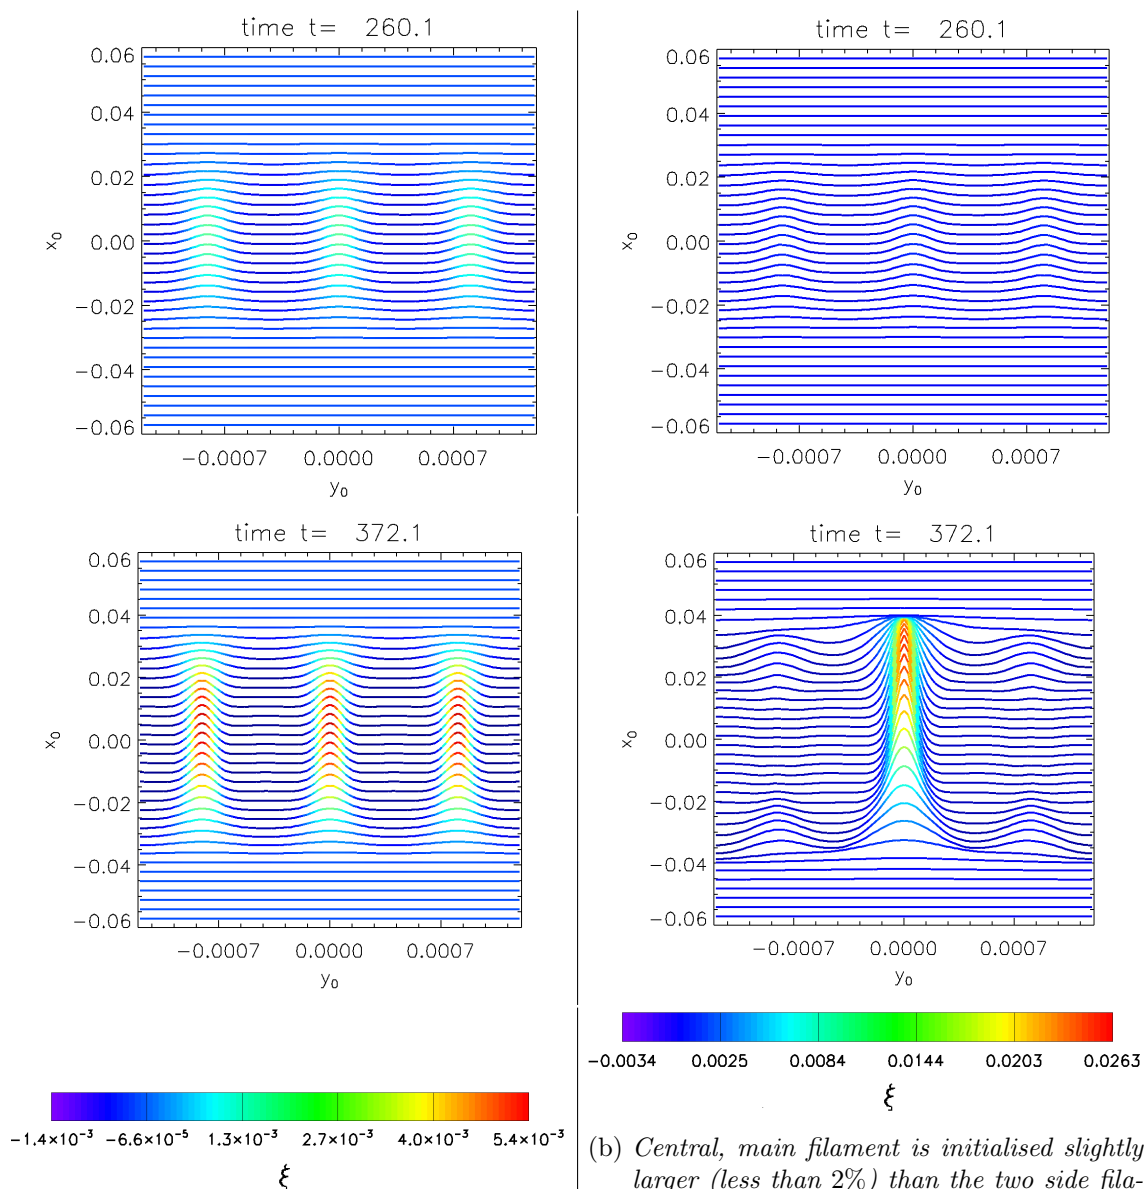 time t= 260.1
0.06
0.04
0.02
0.00
−0.02
−0.04
−0.06
x₀
−0.0007 0.0000 0.0007
y₀
time t= 260.1
0.06
0.04
0.02
0.00
−0.02
−0.04
−0.06
x₀
−0.0007 0.0000 0.0007
y₀
time t= 372.1
0.06
0.04
0.02
0.00
−0.02
−0.04
−0.06
x₀
−0.0007 0.0000 0.0007
y₀
time t= 372.1
0.06
0.04
0.02
0.00
−0.02
−0.04
−0.06
x₀
−0.0007 0.0000 0.0007
y₀
−1.4×10⁻³ −6.6×10⁻⁵ 1.3×10⁻³ 2.7×10⁻³ 4.0×10⁻³ 5.4×10⁻³
ξ
−0.0034 0.0025 0.0084 0.0144 0.0203 0.0263
ξ
(b) Central, main filament is initialised slightly
larger (less than 2%) than the two side fila-